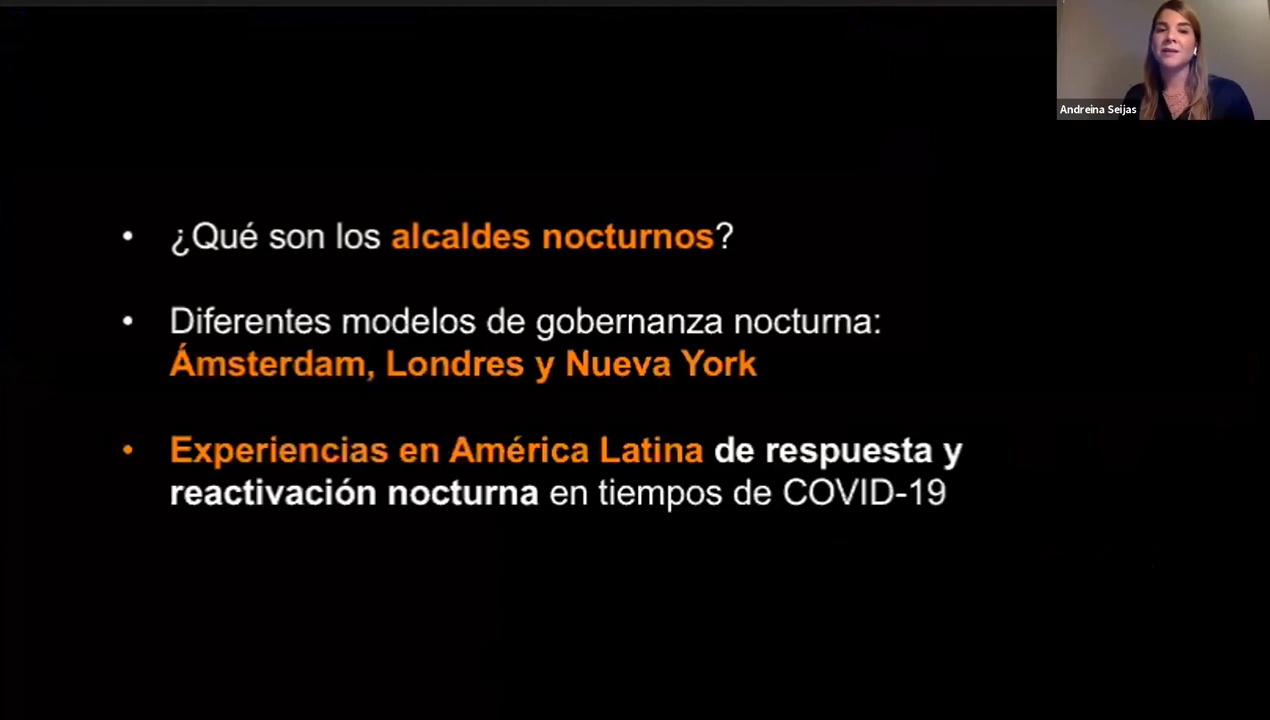 Andreina Seijas
• ¿Qué son los alcaldes nocturnos?
• Diferentes modelos de gobernanza nocturna:
Ámsterdam, Londres y Nueva York
• Experiencias en América Latina de respuesta y
reactivación nocturna en tiempos de COVID-19